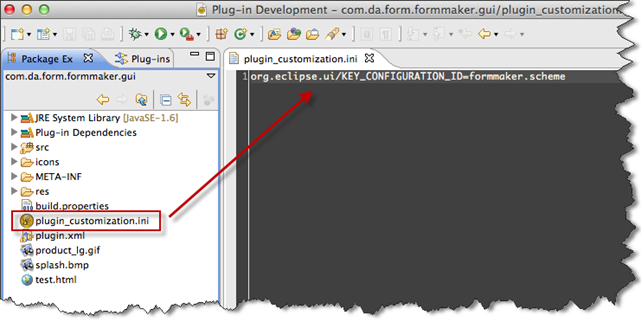 Plug-in Development - com.da.form.formmaker.gui/plugin_customization.
Package Ex
Plug-ins
com.da.form.formmaker.gui
JRE System Library [JavaSE-1.6]
Plug-in Dependencies
src
icons
META-INF
res
build.properties
plugin_customization.ini
plugin.xml
product_lg.gif
splash.bmp
test.html
plugin_customization.ini
1 org.eclipse.ui/KEY_CONFIGURATION_ID=formmaker.scheme